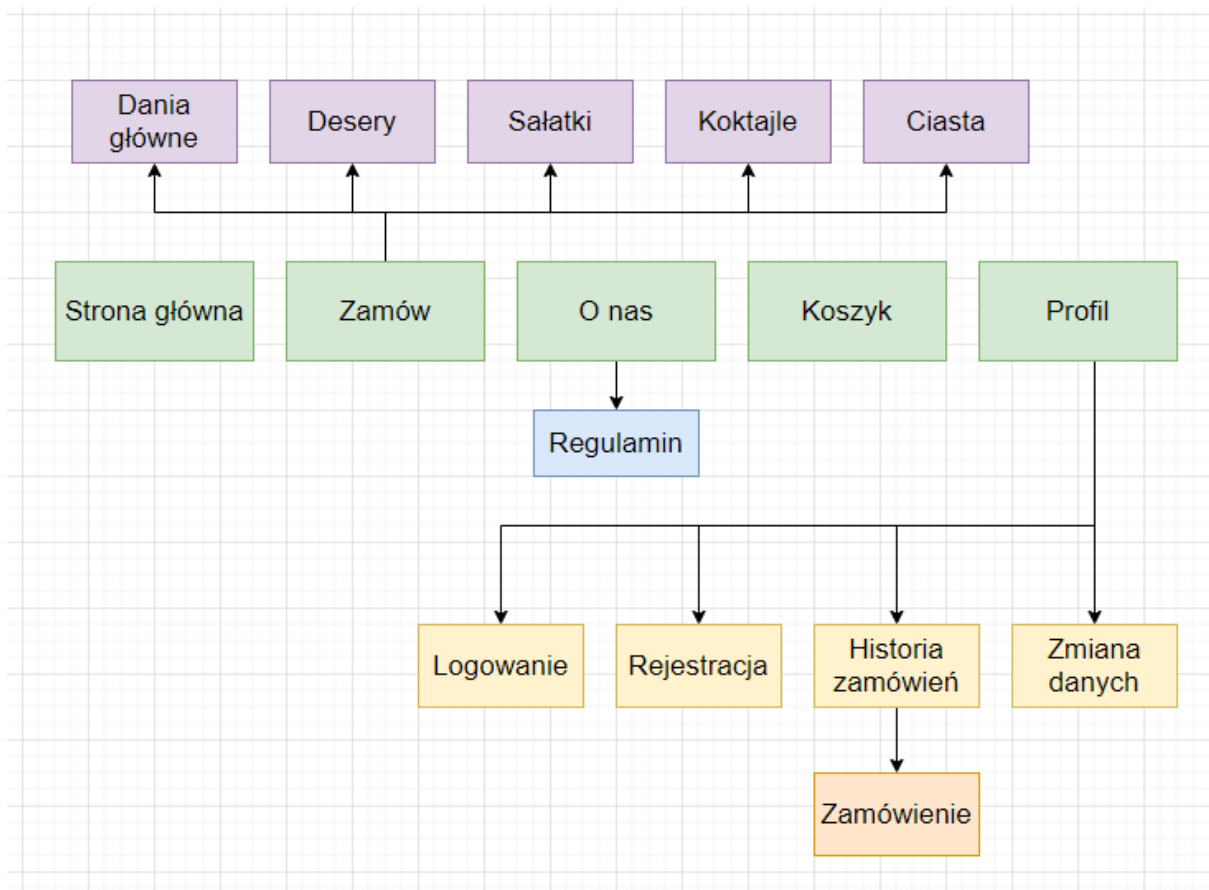 Dania
główne
Desery
Sałatki
Koktajle
Ciasta
Strona główna
Zamów
O nas
Koszyk
Profil
Regulamin
Logowanie
Rejestracja
Historia
zamówień
Zmiana
danych
Zamówienie